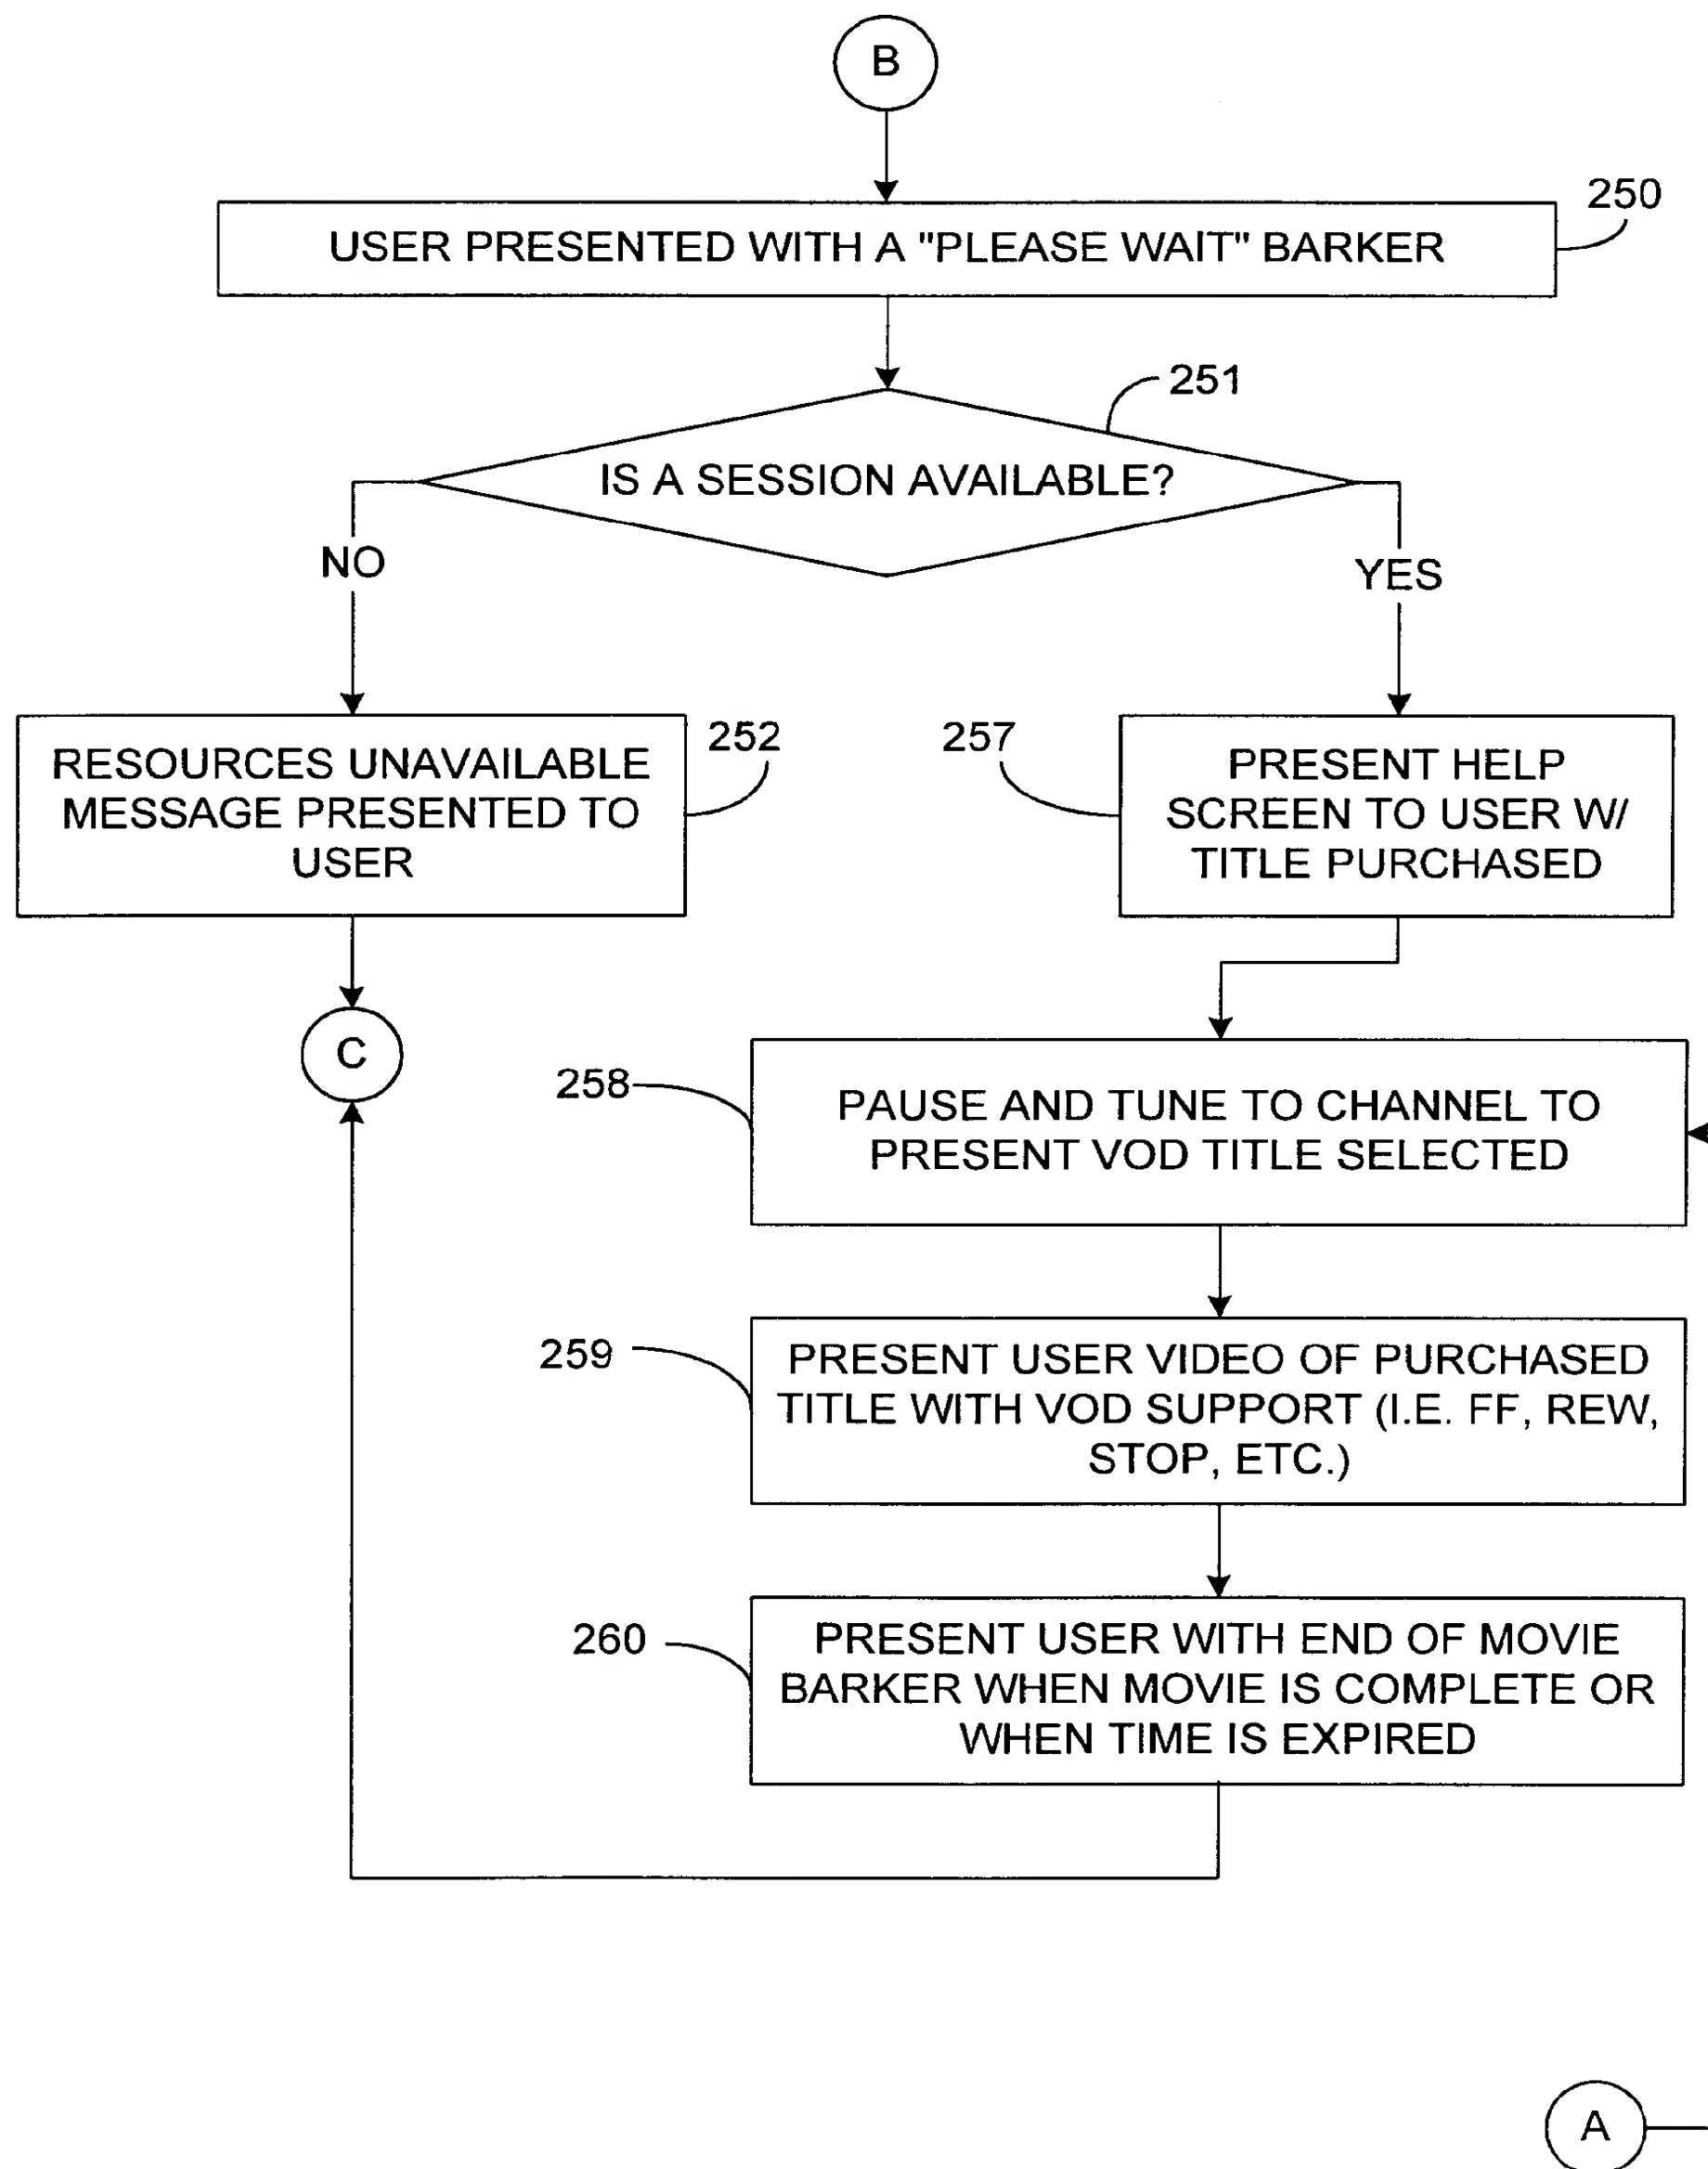 B
250
USER PRESENTED WITH A "PLEASE WAIT" BARKER
251
IS A SESSION AVAILABLE?
NO
YES
252
RESOURCES UNAVAILABLE
MESSAGE PRESENTED TO
USER
257
PRESENT HELP
SCREEN TO USER W/
TITLE PURCHASED
C
258
PAUSE AND TUNE TO CHANNEL TO
PRESENT VOD TITLE SELECTED
259
PRESENT USER VIDEO OF PURCHASED
TITLE WITH VOD SUPPORT (I.E. FF, REW,
STOP, ETC.)
260
PRESENT USER WITH END OF MOVIE
BARKER WHEN MOVIE IS COMPLETE OR
WHEN TIME IS EXPIRED
A